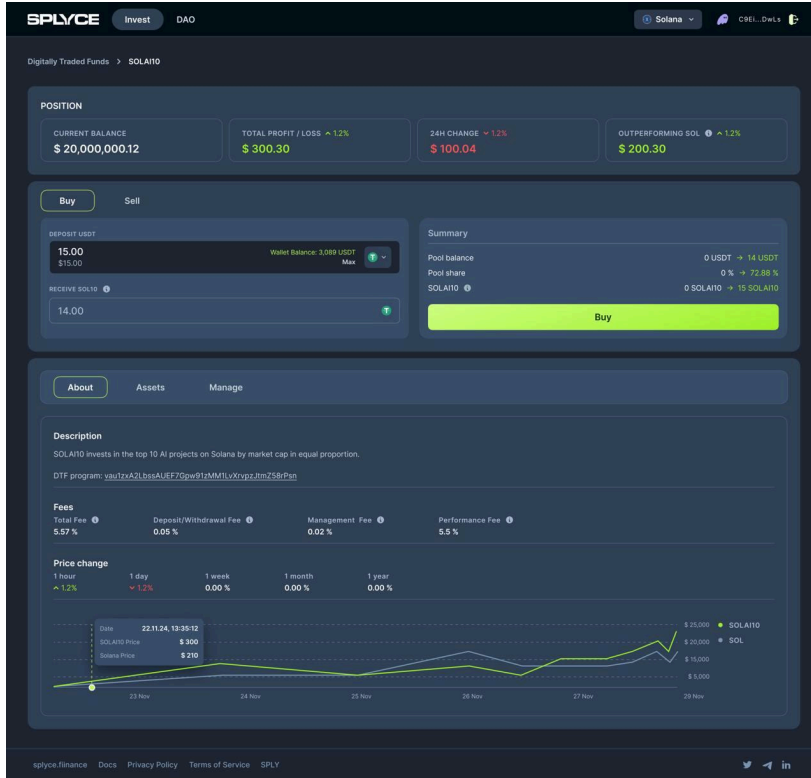 SPLYCE Invest DAO Solana C9Ei...DwLs
Digitally Traded Funds > SOLAI10
POSITION
CURRENT BALANCE
$ 20,000,000.12
TOTAL PROFIT / LOSS 1.2%
$ 300.30
24H CHANGE 1.2%
$ 100.04
OUTPERFORMING SOL 1.2%
$ 200.30
Buy Sell
DEPOSIT USDT
15.00
$15.00
Wallet Balance: 3,089 USDT
Max
RECEIVE SOL10
14.00
Summary
Pool balance 0 USDT → 14 USDT
Pool share 0 % → 72.88 %
SOLAI10 0 SOLAI10 → 15 SOLAI10
Buy
About Assets Manage
Description
SOLAI10 invests in the top 10 AI projects on Solana by market cap in equal proportion.
DTF program: vau1zxA2LbssAUEF7Gpw91zMM1LvXrvpzJtmZ58rPsn
Fees
Total Fee Deposit/Withdrawal Fee Management Fee Performance Fee
5.57 % 0.05 % 0.02 % 5.5 %
Price change
1 hour 1 day 1 week 1 month 1 year
1.2% 1.2% 0.00 % 0.00 % 0.00 %
Date 22.11.24, 13:35:12
SOLAI10 Price $ 300
Solana Price $ 210
$ 25,000
$ 20,000
$ 15,000
$ 5,000
SOLAI10
SOL
23 Nov 24 Nov 25 Nov 26 Nov 27 Nov 29 Nov
splyce.fiinance Docs Privacy Policy Terms of Service SPLY